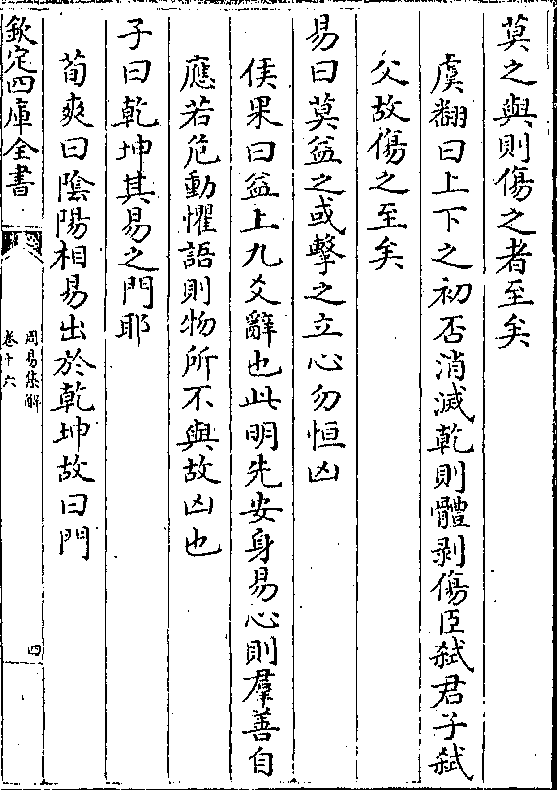 莫之與則傷之者至矣
虞翻曰上下之初否消滅乾則體剥傷臣弑君子弑
父故傷之至矣
易曰莫益之或擊之立心勿恒凶
侯果曰益上九爻辭也此明先安身易心則羣善自
應若危動懼語則物所不與故凶也
子曰乾坤其易之門耶
荀爽曰陰陽相易出於乾坤故曰門
欽定四庫全書
周易集解
卷十六
四